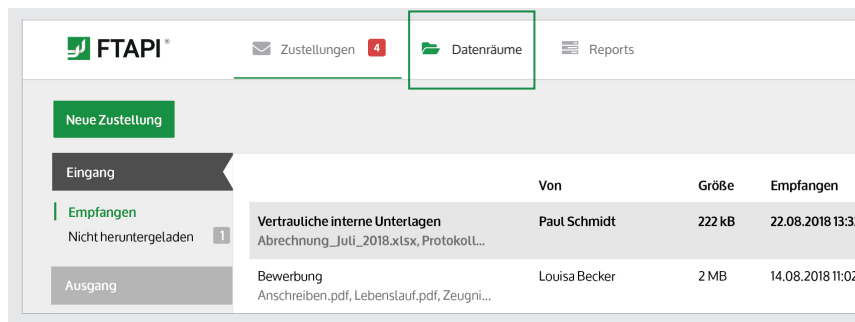 FTAPI®
Zustellungen 4
Datenräume
Reports
Neue Zustellung
Eingang
Empfangen
Nicht heruntergeladen 1
Ausgang
Von Größe Empfangen
Vertrauliche interne Unterlagen Paul Schmidt 222 kB 22.08.2018 13:3
Abrechnung_Juli_2018.xlsx, Protokoll...
Bewerbung Louisa Becker 2 MB 14.08.2018 11:02
Anschreiben.pdf, Lebenslauf.pdf, Zeugni...